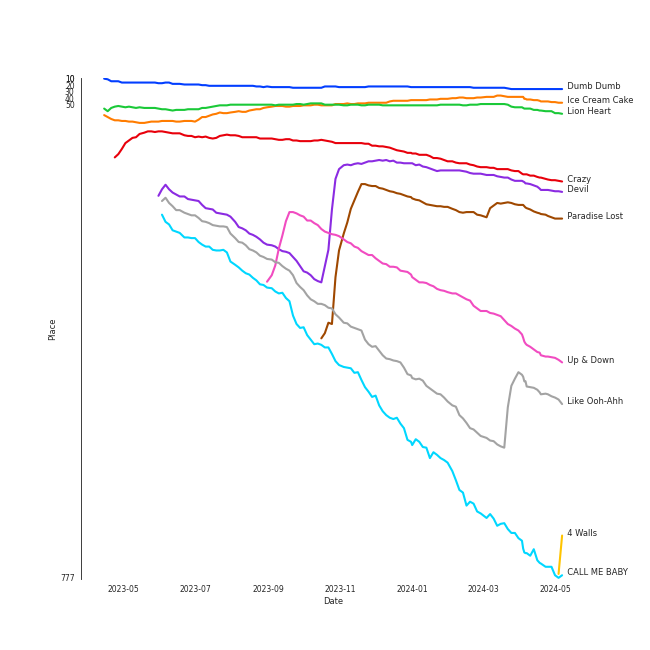 10
20
30
40
50
777
Place
Dumb Dumb
Ice Cream Cake
Lion Heart
Crazy
Devil
Paradise Lost
Up & Down
Like Ooh-Ahh
4 Walls
CALL ME BABY
2023-05 2023-07 2023-09 2023-11 2024-01 2024-03 2024-05
Date